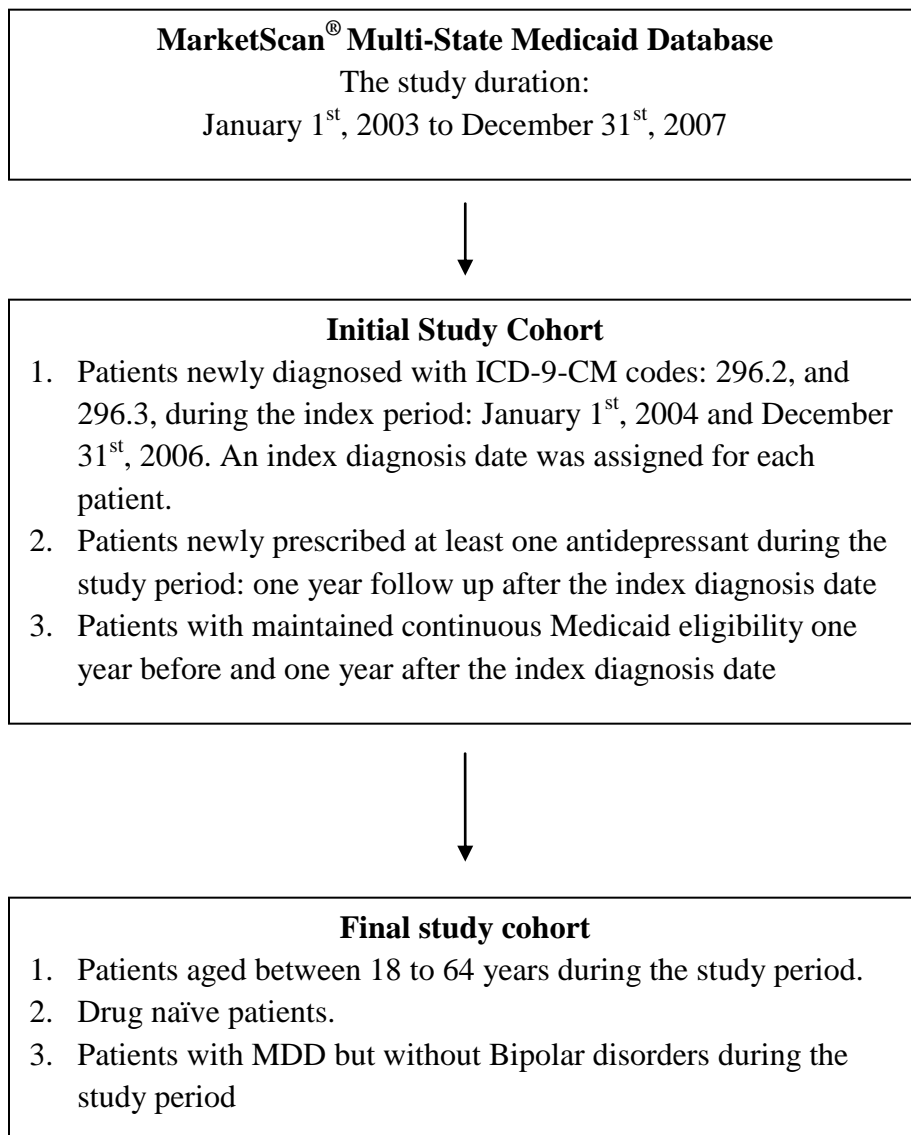 MarketScan® Multi-State Medicaid Database
The study duration:
January 1st, 2003 to December 31st, 2007
Initial Study Cohort
1. Patients newly diagnosed with ICD-9-CM codes: 296.2, and
296.3, during the index period: January 1st, 2004 and December
31st, 2006. An index diagnosis date was assigned for each
patient.
2. Patients newly prescribed at least one antidepressant during the
study period: one year follow up after the index diagnosis date
3. Patients with maintained continuous Medicaid eligibility one
year before and one year after the index diagnosis date
Final study cohort
1. Patients aged between 18 to 64 years during the study period.
2. Drug naïve patients.
3. Patients with MDD but without Bipolar disorders during the
study period